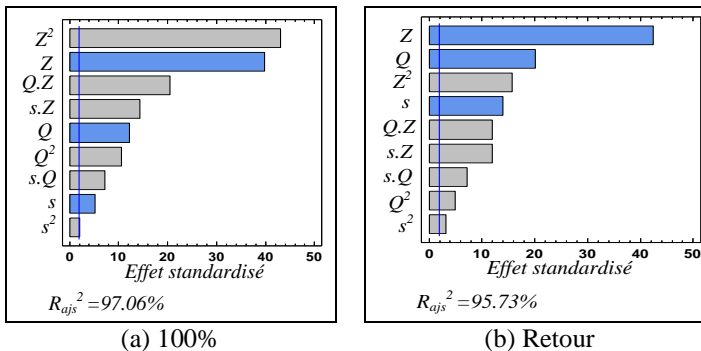 Z²
Z
Q.Z
s.Z
Q
Q²
s.Q
s
s²
0 10 20 30 40 50
Effet standardisé
R_ajs² =97.06%
(a) 100%
Z
Q
Z²
s
Q.Z
s.Z
s.Q
Q²
s²
0 10 20 30 40 50
Effet standardisé
R_ajs² =95.73%
(b) Retour